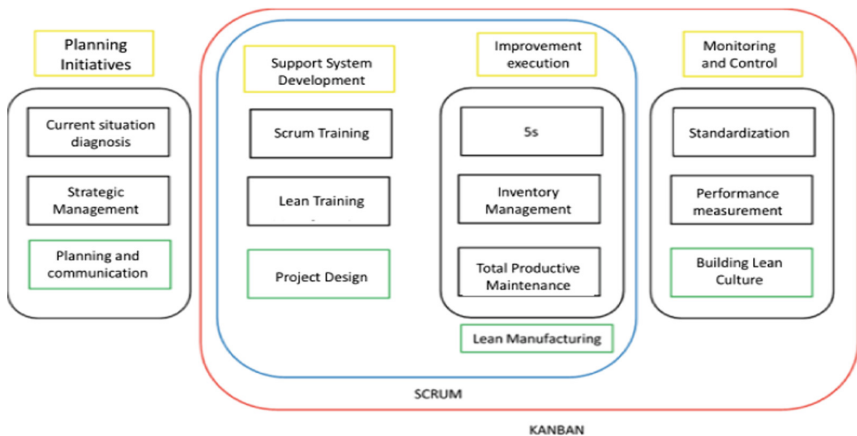 Planning
Initiatives
Current situation
diagnosis
Strategic
Management
Planning and
communication
Support System
Development
Scrum Training
Lean Training
Project Design
Improvement
execution
5s
Inventory
Management
Total Productive
Maintenance
Lean Manufacturing
Monitoring
and Control
Standardization
Performance
measurement
Building Lean
Culture
SCRUM
KANBAN